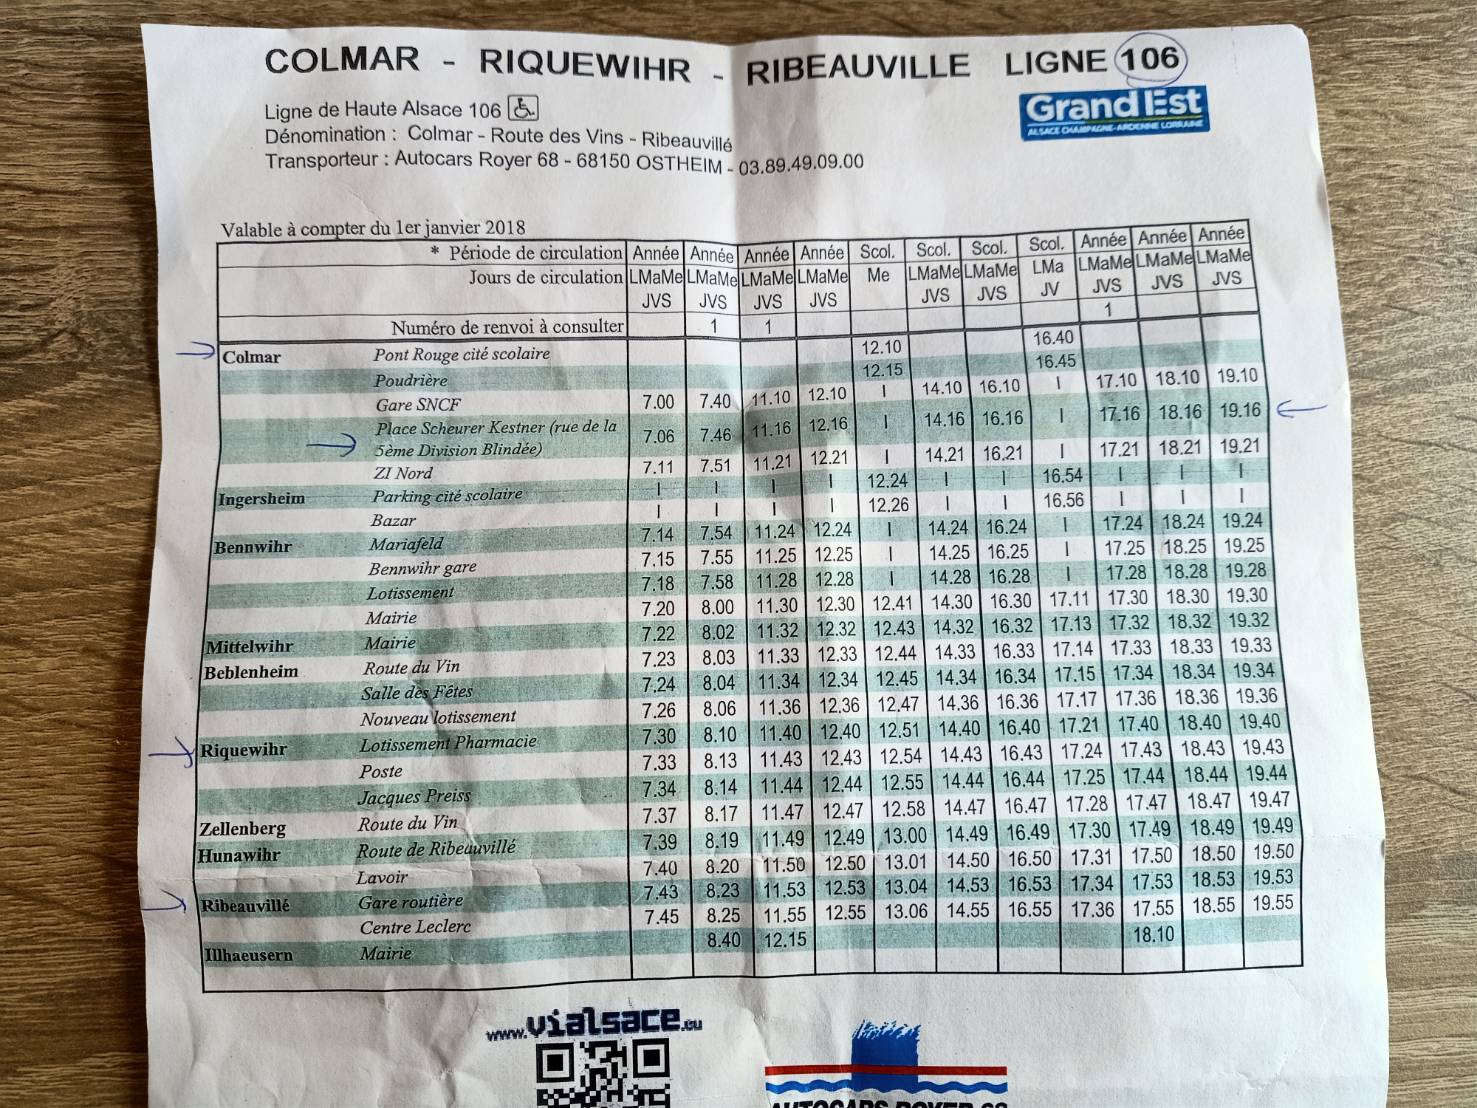 COLMAR - RIQUEWIHR - RIBEAUVILLE LIGNE 106
Ligne de Haute Alsace 106
Grand Est
ALSACE CHAMPAGNE-ARDENNE LORRAINE
Dénomination : Colmar - Route des Vins - Ribeauvillé
Transporteur : Autocars Royer 68 - 68150 OSTHEIM - 03.89.49.09.00
Valable à compter du 1er janvier 2018
* Période de circulation Année Année Année Année Scol. Scol. Scol. Scol. Année Année Année
Jours de circulation LMaMe LMaMe LMaMe LMaMe Me LMaMe LMaMe LMa LMaMe LMaMe LMaMe
JVS JVS JVS JVS JVS JVS JV JVS JVS JVS
Numéro de renvoi à consulter 1 1 1
Colmar Pont Rouge cité scolaire 12.10 16.40
Poudrière 12.15 16.45
Gare SNCF 7.00 7.40 11.10 12.10 I 14.10 16.10 I 17.10 18.10 19.10
Place Scheurer Kestner (rue de la
5ème Division Blindée) 7.06 7.46 11.16 12.16 I 14.16 16.16 I 17.16 18.16 19.16
ZI Nord 7.11 7.51 11.21 12.21 I 14.21 16.21 I 17.21 18.21 19.21
Ingersheim Parking cité scolaire I I I I 12.24 I I 16.54 I I I
Bazar I I I I 12.26 I I 16.56 I I I
Bennwihr Mariafeld 7.14 7.54 11.24 12.24 I 14.24 16.24 I 17.24 18.24 19.24
Bennwihr gare 7.15 7.55 11.25 12.25 I 14.25 16.25 I 17.25 18.25 19.25
Lotissement 7.18 7.58 11.28 12.28 I 14.28 16.28 I 17.28 18.28 19.28
Mairie 7.20 8.00 11.30 12.30 12.41 14.30 16.30 17.11 17.30 18.30 19.30
Mittelwihr Mairie 7.22 8.02 11.32 12.32 12.43 14.32 16.32 17.13 17.32 18.32 19.32
Beblenheim Route du Vin 7.23 8.03 11.33 12.33 12.44 14.33 16.33 17.14 17.33 18.33 19.33
Salle des Fêtes 7.24 8.04 11.34 12.34 12.45 14.34 16.34 17.15 17.34 18.34 19.34
Nouveau lotissement 7.26 8.06 11.36 12.36 12.47 14.36 16.36 17.17 17.36 18.36 19.36
Riquewihr Lotissement Pharmacie 7.30 8.10 11.40 12.40 12.51 14.40 16.40 17.21 17.40 18.40 19.40
Poste 7.33 8.13 11.43 12.43 12.54 14.43 16.43 17.24 17.43 18.43 19.43
Jacques Preiss 7.34 8.14 11.44 12.44 12.55 14.44 16.44 17.25 17.44 18.44 19.44
Zellenberg Route du Vin 7.37 8.17 11.47 12.47 12.58 14.47 16.47 17.28 17.47 18.47 19.47
Hunawihr Route de Ribeauvillé 7.39 8.19 11.49 12.49 13.00 14.49 16.49 17.30 17.49 18.49 19.49
Lavoir 7.40 8.20 11.50 12.50 13.01 14.50 16.50 17.31 17.50 18.50 19.50
Ribeauvillé Gare routière 7.43 8.23 11.53 12.53 13.04 14.53 16.53 17.34 17.53 18.53 19.53
Centre Leclerc 7.45 8.25 11.55 12.55 13.06 14.55 16.55 17.36 17.55 18.55 19.55
Illhaeusern Mairie 8.40 12.15 18.10
www.vialsace.eu
AUTOCARS ROYER 68